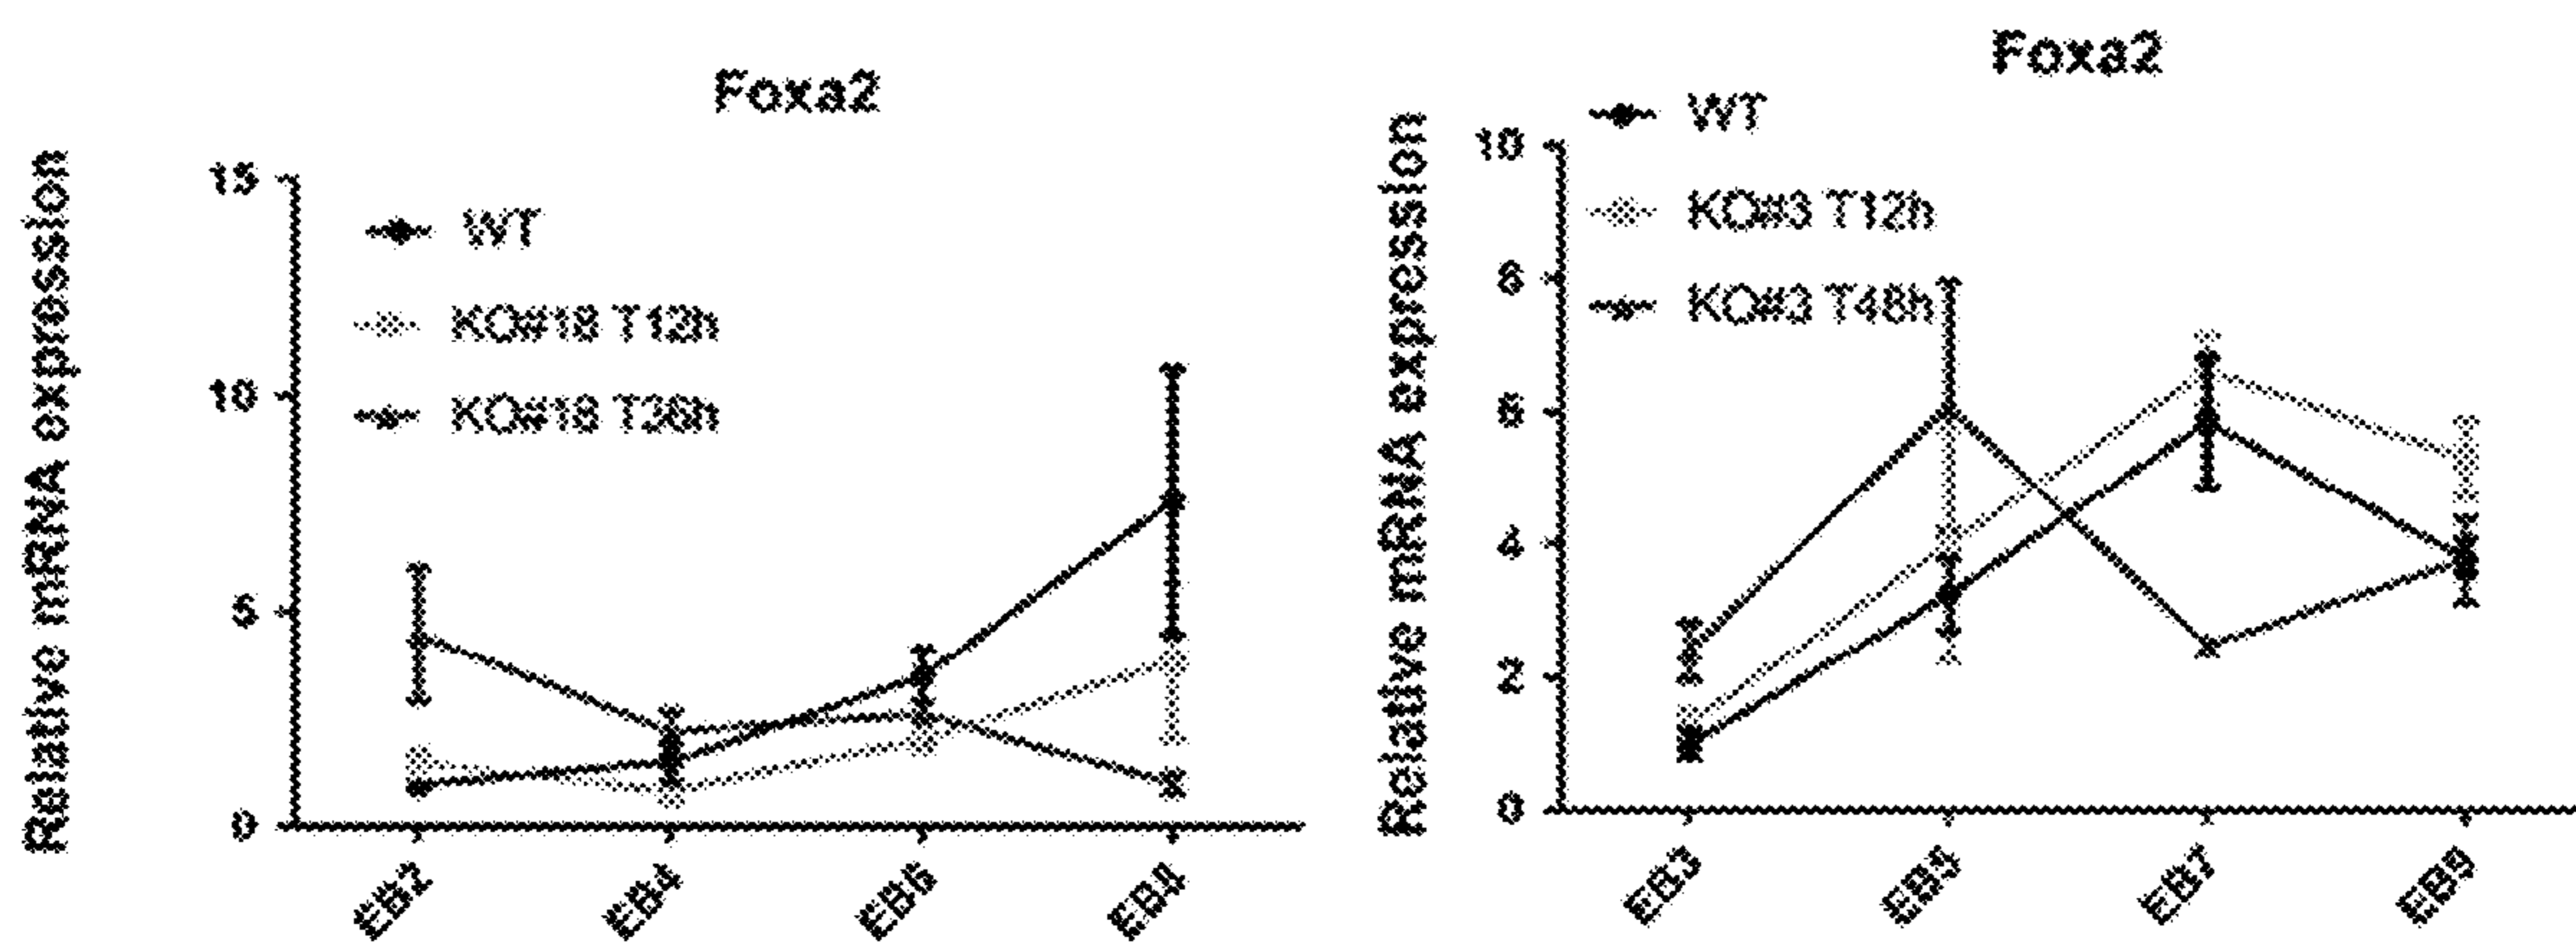 Foxa2
Relative mRNA expression
15
10
5
0
WT
KO#18 T12h
KO#18 T36h
EB2
EB4
EB6
EB8
Foxa2
Relative mRNA expression
10
8
6
4
2
0
WT
KO#3 T12h
KO#3 T48h
EB3
EB5
EB7
EB9